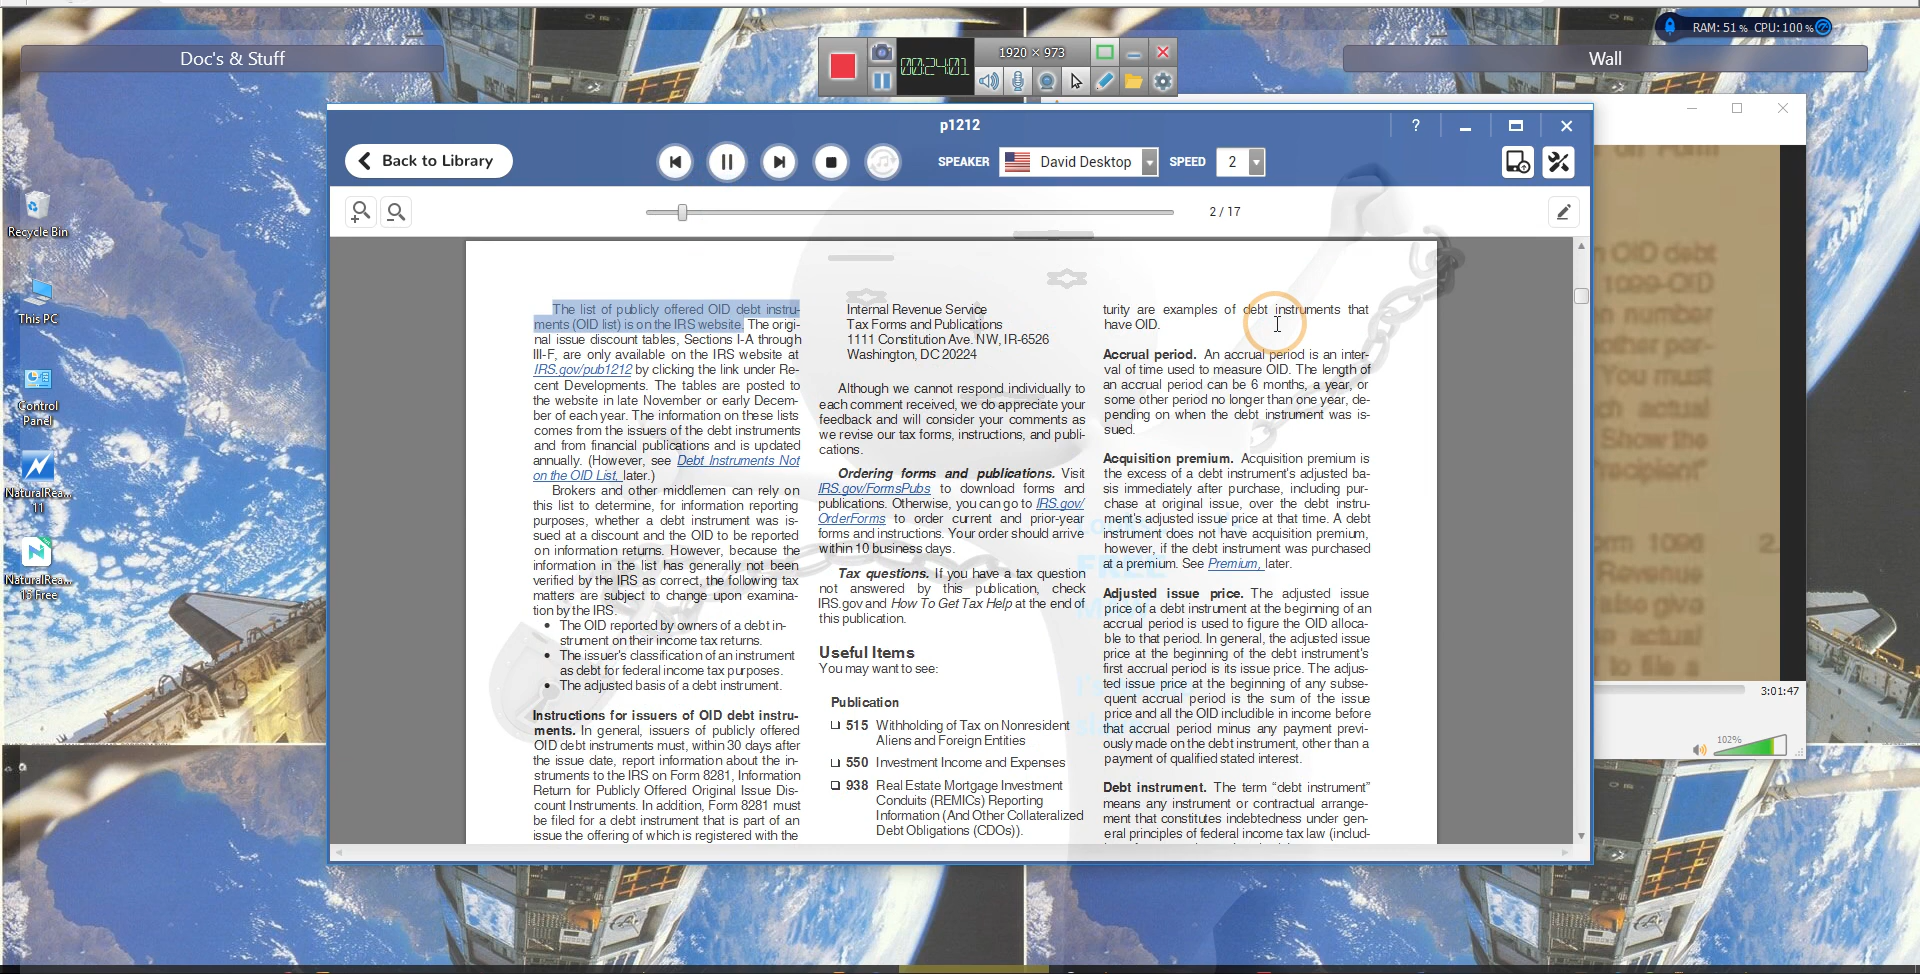 RAM: 51 % CPU: 100 %
Doc's & Stuff
00:24:01
1920 × 973
Wall
p1212
?
Back to Library
SPEAKER
David Desktop
SPEED
2
2 / 17
Recycle Bin
This PC
Control
Panel
NaturalRea...
11
NaturalRea...
16 Free
The list of publicly offered OID debt instru-
ments (OID list) is on the IRS website. The origi-
nal issue discount tables, Sections I-A through
III-F, are only available on the IRS website at
IRS.gov/pub1212 by clicking the link under Re-
cent Developments. The tables are posted to
the website in late November or early Decem-
ber of each year. The information on these lists
comes from the issuers of the debt instruments
and from financial publications and is updated
annually. (However, see Debt Instruments Not
on the OID List, later.)
Brokers and other middlemen can rely on
this list to determine, for information reporting
purposes, whether a debt instrument was is-
sued at a discount and the OID to be reported
on information returns. However, because the
information in the list has generally not been
verified by the IRS as correct, the following tax
matters are subject to change upon examina-
tion by the IRS.
• The OID reported by owners of a debt in-
strument on their income tax returns.
• The issuer's classification of an instrument
as debt for federal income tax purposes.
• The adjusted basis of a debt instrument.
Instructions for issuers of OID debt instru-
ments. In general, issuers of publicly offered
OID debt instruments must, within 30 days after
the issue date, report information about the in-
struments to the IRS on Form 8281, Information
Return for Publicly Offered Original Issue Dis-
count Instruments. In addition, Form 8281 must
be filed for a debt instrument that is part of an
issue the offering of which is registered with the
Internal Revenue Service
Tax Forms and Publications
1111 Constitution Ave. NW, IR-6526
Washington, DC 20224
Although we cannot respond individually to
each comment received, we do appreciate your
feedback and will consider your comments as
we revise our tax forms, instructions, and publi-
cations.
Ordering forms and publications. Visit
IRS.gov/FormsPubs to download forms and
publications. Otherwise, you can go to IRS.gov/
OrderForms to order current and prior-year
forms and instructions. Your order should arrive
within 10 business days.
Tax questions. If you have a tax question
not answered by this publication, check
IRS.gov and How To Get Tax Help at the end of
this publication.
Useful Items
You may want to see:
Publication
515 Withholding of Tax on Nonresident
Aliens and Foreign Entities
550 Investment Income and Expenses
938 Real Estate Mortgage Investment
Conduits (REMICs) Reporting
Information (And Other Collateralized
Debt Obligations (CDOs)).
turity are examples of debt instruments that
have OID.
Accrual period. An accrual period is an inter-
val of time used to measure OID. The length of
an accrual period can be 6 months, a year, or
some other period no longer than one year, de-
pending on when the debt instrument was is-
sued.
Acquisition premium. Acquisition premium is
the excess of a debt instrument's adjusted ba-
sis immediately after purchase, including pur-
chase at original issue, over the debt instru-
ment's adjusted issue price at that time. A debt
instrument does not have acquisition premium,
however, if the debt instrument was purchased
at a premium. See Premium, later.
Adjusted issue price. The adjusted issue
price of a debt instrument at the beginning of an
accrual period is used to figure the OID alloca-
ble to that period. In general, the adjusted issue
price at the beginning of the debt instrument's
first accrual period is its issue price. The adjus-
ted issue price at the beginning of any subse-
quent accrual period is the sum of the issue
price and all the OID includible in income before
that accrual period minus any payment previ-
ously made on the debt instrument, other than a
payment of qualified stated interest.
Debt instrument. The term “debt instrument”
means any instrument or contractual arrange-
ment that constitutes indebtedness under gen-
eral principles of federal income tax law (includ-
FREE
on Form
OID debt
1099-OID
number
other per-
You must
actual
Show the
"recipient"
orm 1096 2.
Revenue
also give
actual
to file a
3:01:47
102%